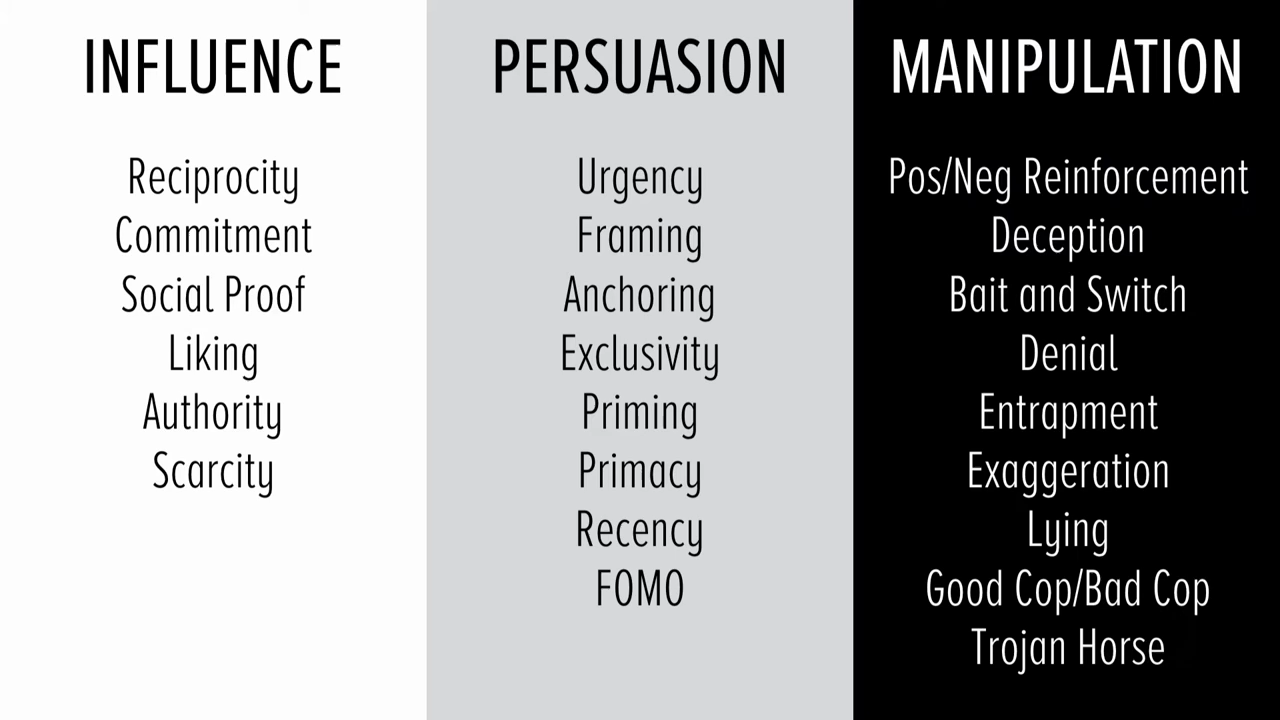 INFLUENCE
Reciprocity
Commitment
Social Proof
Liking
Authority
Scarcity
PERSUASION
Urgency
Framing
Anchoring
Exclusivity
Priming
Primacy
Recency
FOMO
MANIPULATION
Pos/Neg Reinforcement
Deception
Bait and Switch
Denial
Entrapment
Exaggeration
Lying
Good Cop/Bad Cop
Trojan Horse